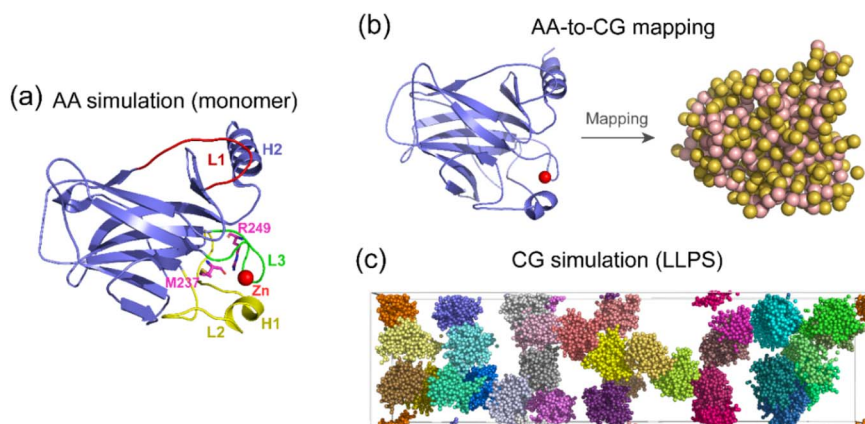 (a) AA simulation (monomer)
L1
H2
R249
L3
M237
Zn
L2
H1
(b) AA-to-CG mapping
Mapping
(c) CG simulation (LLPS)